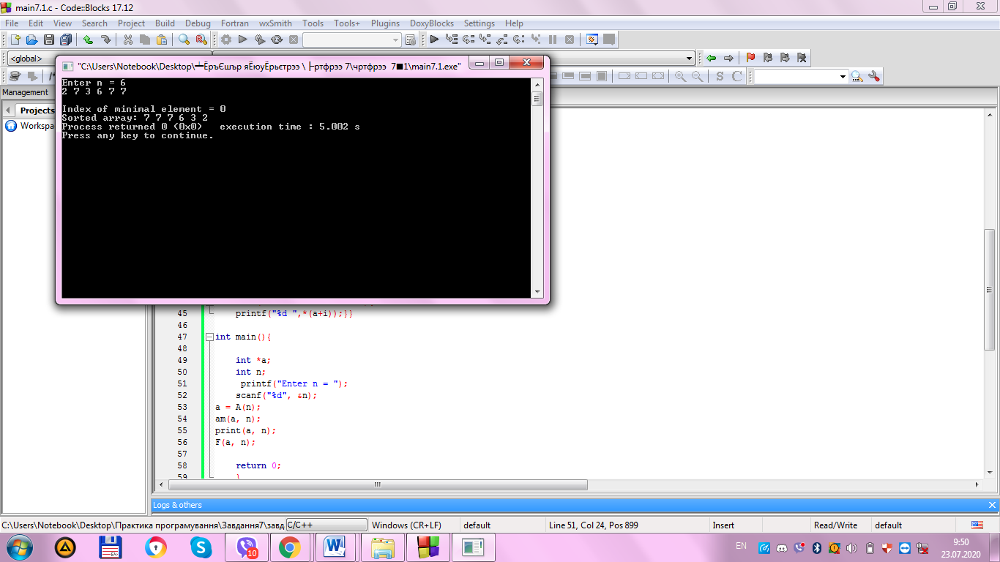 main7.1.c - Code::Blocks 17.12
File Edit View Search Project Build Debug Fortran wxSmith Tools Tools+ Plugins DoxyBlocks Settings Help
<global>
"C:\Users\Notebook\Desktop\╧ЁръЄшър яЁюуЁрьєтрээ \╟ртфрээ 7\чртфрээ 7■1\main7.1.exe"
Enter n = 6
2 7 3 6 7 7
Index of minimal element = 0
Sorted array: 7 7 7 6 3 2
Process returned 0 (0x0)   execution time : 5.002 s
Press any key to continue.
S C
Management
Projects
Workspa
45 printf("%d ",*(a+i));}}
46
47 int main(){
48
49 int *a;
50 int n;
51 printf("Enter n = ");
52 scanf("%d", &n);
53 a = A(n);
54 am(a, n);
55 print(a, n);
56 F(a, n);
57
58 return 0;
59 }
Logs & others
C:\Users\Notebook\Desktop\Практика програмування\Завдання7\завд C/C++ Windows (CR+LF) default Line 51, Col 24, Pos 899 Insert Read/Write default
64
10
EN
9:50
23.07.2020